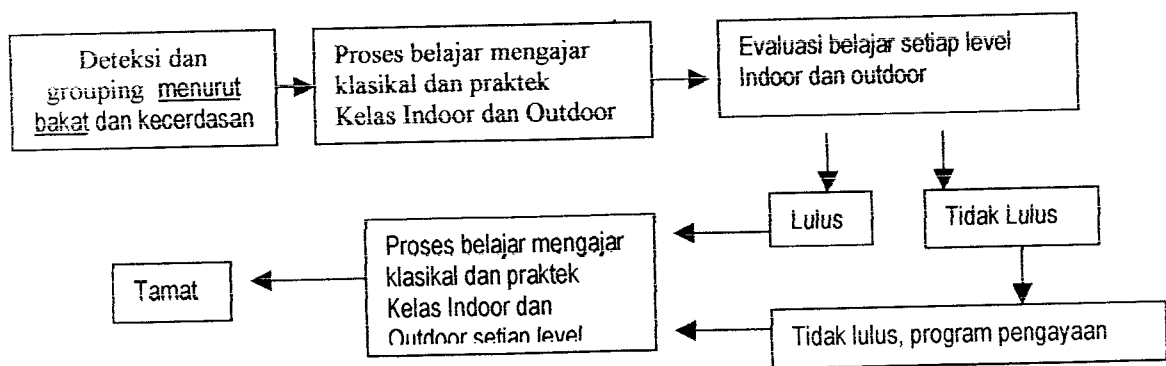 Deteksi dan
grouping menurut
bakat dan kecerdasan
Proses belajar mengajar
klasikal dan praktek
Kelas Indoor dan Outdoor
Evaluasi belajar setiap level
Indoor dan outdoor
Lulus
Tidak Lulus
Proses belajar mengajar
klasikal dan praktek
Kelas Indoor dan
Outdoor setian level
Tamat
Tidak lulus, program pengayaan